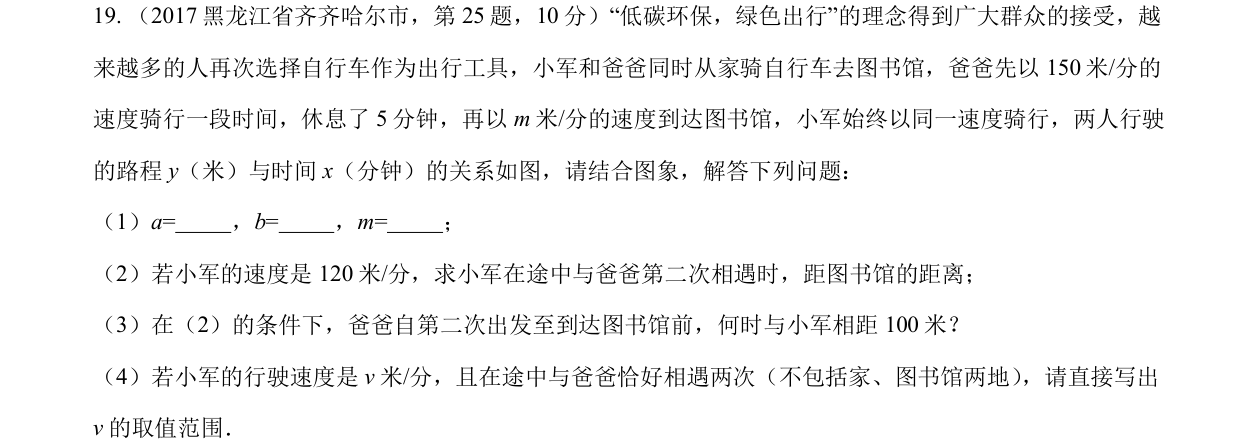 19. （2017 黑龙江省齐齐哈尔市，第 25 题，10 分）“低碳环保，绿色出行”的理念得到广大群众的接受，越
来越多的人再次选择自行车作为出行工具，小军和爸爸同时从家骑自行车去图书馆，爸爸先以 150 米/分的
速度骑行一段时间，休息了 5 分钟，再以 m 米/分的速度到达图书馆，小军始终以同一速度骑行，两人行驶
的路程 y（米）与时间 x（分钟）的关系如图，请结合图象，解答下列问题：
（1）a=_____，b=_____，m=_____；
（2）若小军的速度是 120 米/分，求小军在途中与爸爸第二次相遇时，距图书馆的距离；
（3）在（2）的条件下，爸爸自第二次出发至到达图书馆前，何时与小军相距 100 米？
（4）若小军的行驶速度是 v 米/分，且在途中与爸爸恰好相遇两次（不包括家、图书馆两地），请直接写出
v 的取值范围．